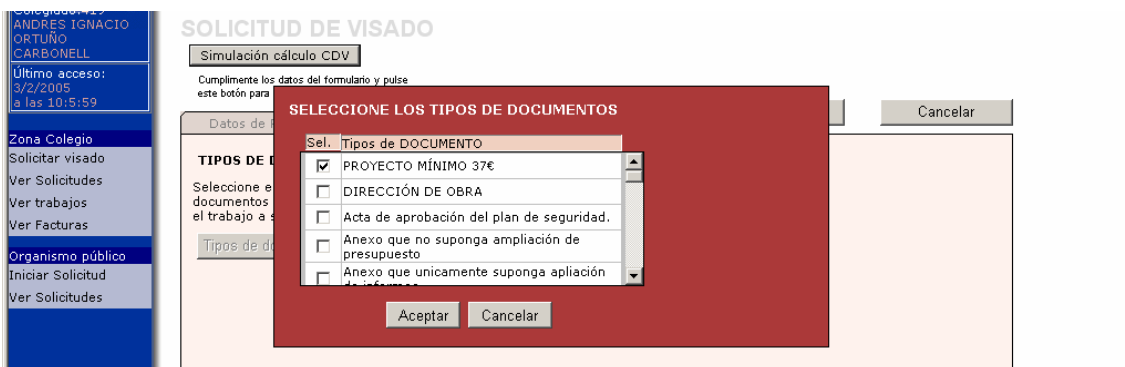 Colegiado:419
ANDRES IGNACIO
ORTUÑO
CARBONELL
Último acceso:
3/2/2005
a las 10:5:59
Zona Colegio
Solicitar visado
Ver Solicitudes
Ver trabajos
Ver Facturas
Organismo público
Iniciar Solicitud
Ver Solicitudes
SOLICITUD DE VISADO
Simulación cálculo CDV
Cumplimente los datos del formulario y pulse
este botón para
Cancelar
Datos de
TIPOS DE
Seleccione
documentos
el trabajo a
Tipos de
SELECCIONE LOS TIPOS DE DOCUMENTOS
Sel. Tipos de DOCUMENTO
PROYECTO MÍNIMO 37€
DIRECCIÓN DE OBRA
Acta de aprobación del plan de seguridad.
Anexo que no suponga ampliación de
presupuesto
Anexo que unicamente suponga apliación
Aceptar Cancelar